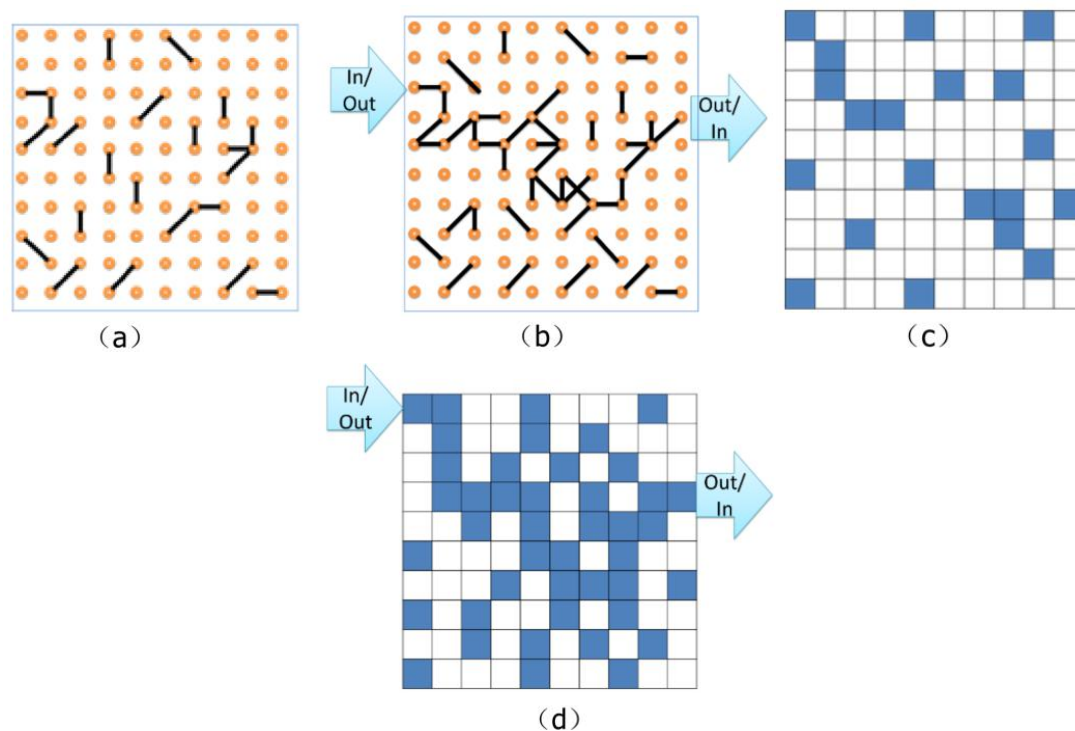 In/
Out
Out/
In
（a）
（b）
（c）
In/
Out
Out/
In
（d）